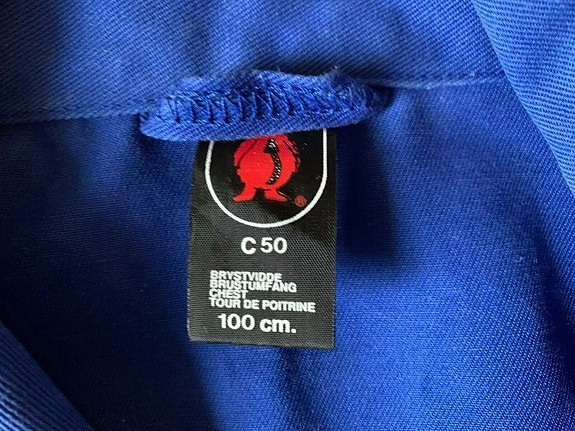 ®
C 50
BRYSTVIDDE
BRUSTUMFANG
CHEST
TOUR DE POITRINE
100 cm.